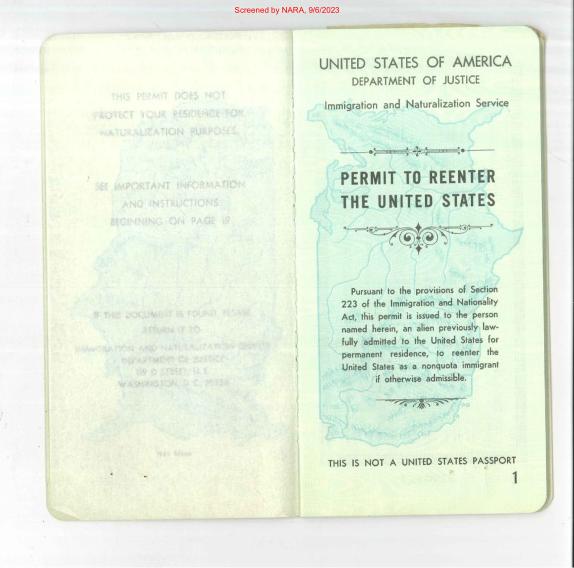 Screened by NARA, 9/6/2023
THIS PERMIT DOES NOT
PROTECT YOUR RESIDENCE FOR
NATURALIZATION PURPOSES.
SEE IMPORTANT INFORMATION
AND INSTRUCTIONS
BEGINNING ON PAGE 19
IF THIS DOCUMENT IS FOUND, PLEASE
RETURN IT TO
IMMIGRATION AND NATURALIZATION SERVICE
DEPARTMENT OF JUSTICE
119 D STREET, N. E.
WASHINGTON, D. C. 20536
UNITED STATES OF AMERICA
DEPARTMENT OF JUSTICE
Immigration and Naturalization Service
PERMIT TO REENTER
THE UNITED STATES
Pursuant to the provisions of Section
223 of the Immigration and Nationality
Act, this permit is issued to the person
named herein, an alien previously law-
fully admitted to the United States for
permanent residence, to reenter the
United States as a nonquota immigrant
if otherwise admissible.
THIS IS NOT A UNITED STATES PASSPORT
1